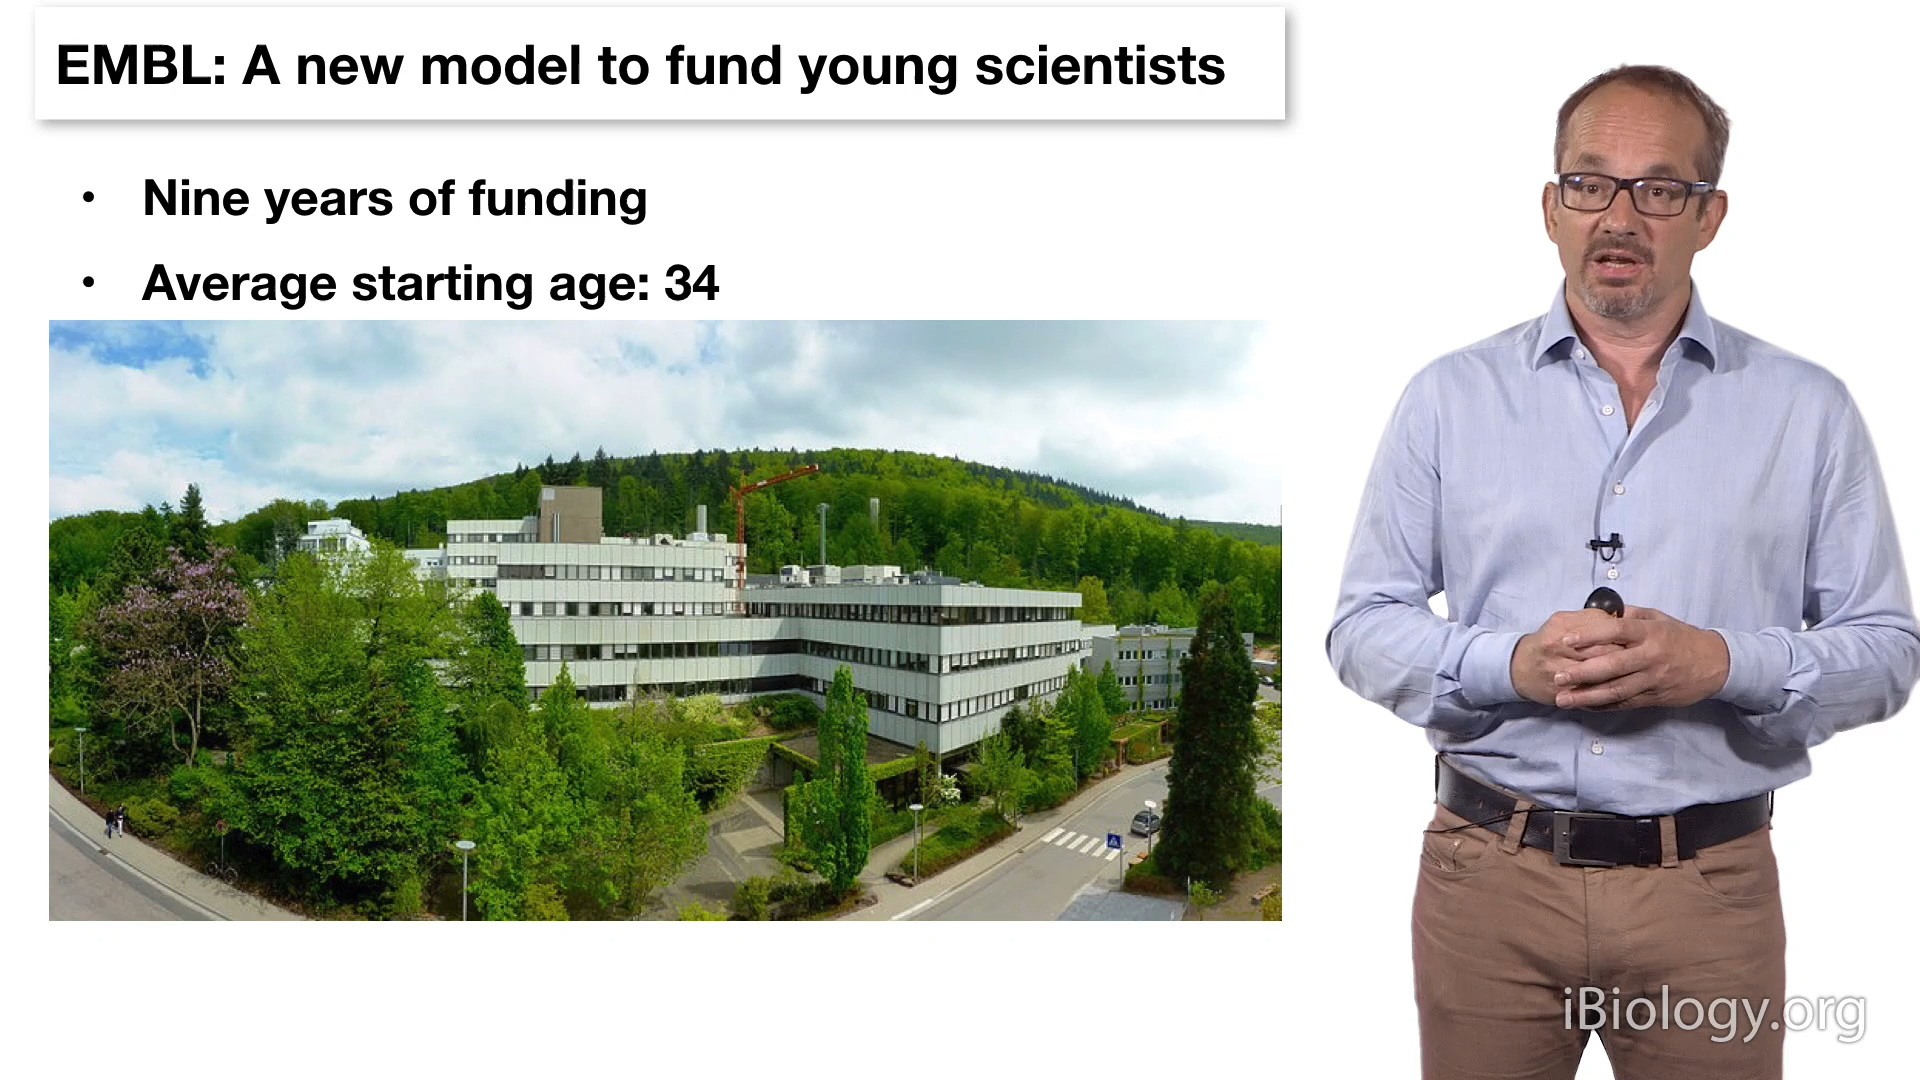 EMBL: A new model to fund young scientists
• Nine years of funding
• Average starting age: 34
iBiology.org